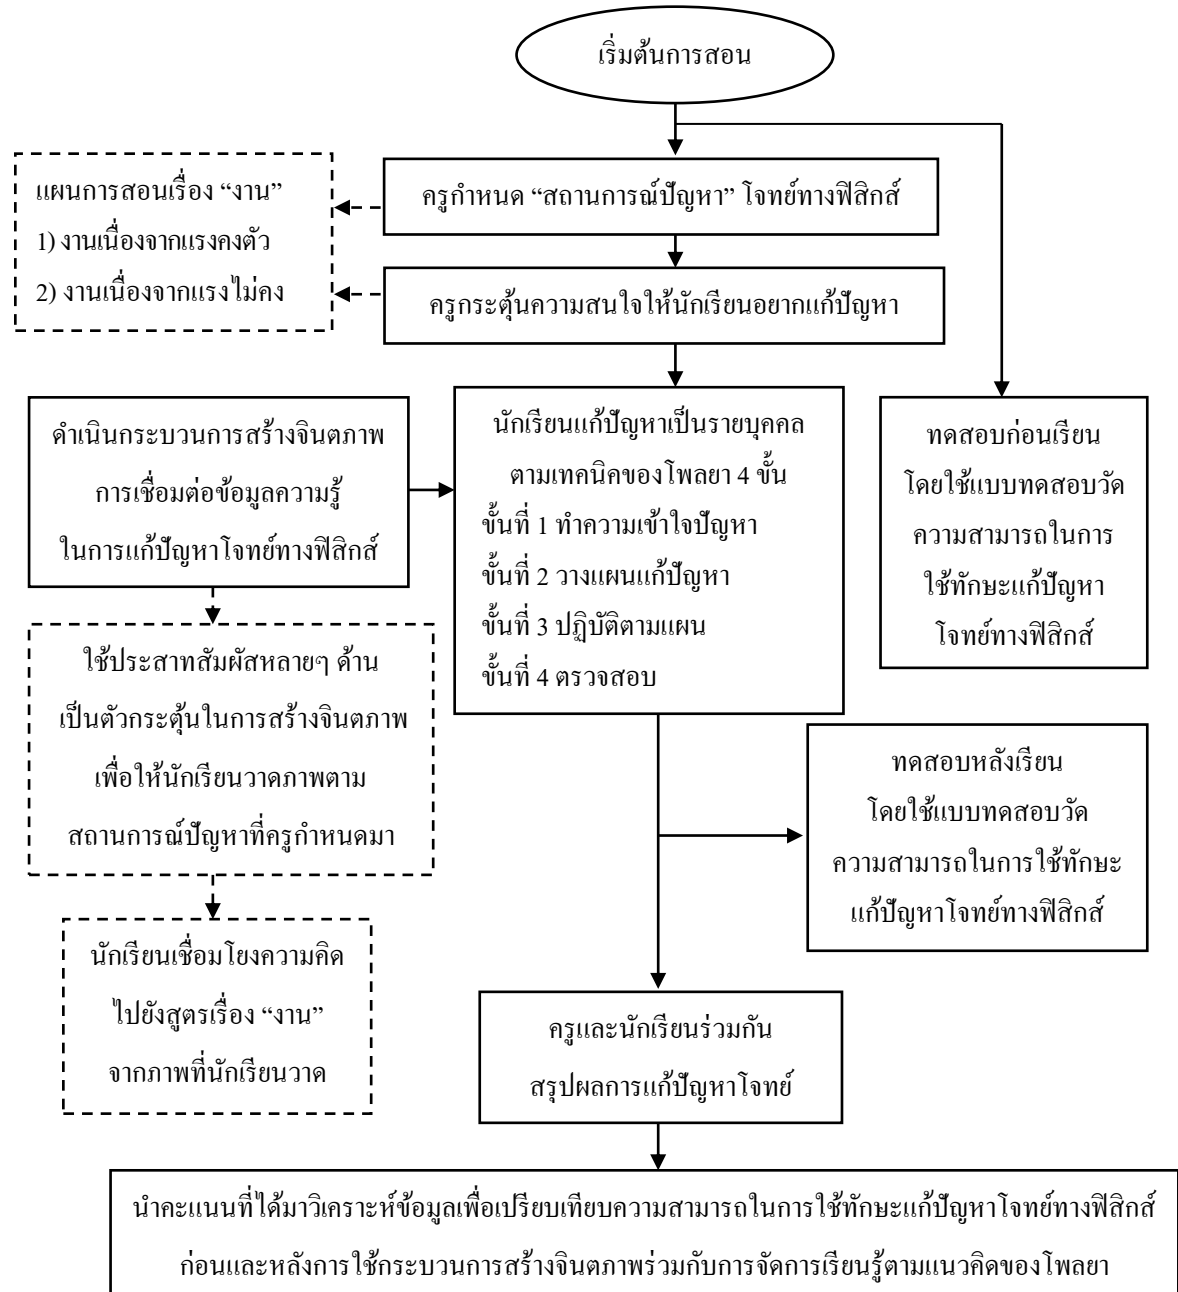 เริ่มต้นการสอน
แผนการสอนเรื่อง “งาน”
1) งานเนื่องจากแรงคงตัว
2) งานเนื่องจากแรงไม่คง
ครูกำหนด “สถานการณ์ปัญหา” โจทย์ทางฟิสิกส์
ครูกระตุ้นความสนใจให้นักเรียนอยากแก้ปัญหา
ดำเนินกระบวนการสร้างจินตภาพ
การเชื่อมต่อข้อมูลความรู้
ในการแก้ปัญหาโจทย์ทางฟิสิกส์
นักเรียนแก้ปัญหาเป็นรายบุคคล
ตามเทคนิคของโพลยา 4 ขั้น
ขั้นที่ 1 ทำความเข้าใจปัญหา
ขั้นที่ 2 วางแผนแก้ปัญหา
ขั้นที่ 3 ปฏิบัติตามแผน
ขั้นที่ 4 ตรวจสอบ
ทดสอบก่อนเรียน
โดยใช้แบบทดสอบวัด
ความสามารถในการ
ใช้ทักษะแก้ปัญหา
โจทย์ทางฟิสิกส์
ใช้ประสาทสัมผัสหลายๆ ด้าน
เป็นตัวกระตุ้นในการสร้างจินตภาพ
เพื่อให้นักเรียนวาดภาพตาม
สถานการณ์ปัญหาที่ครูกำหนดมา
ทดสอบหลังเรียน
โดยใช้แบบทดสอบวัด
ความสามารถในการใช้ทักษะ
แก้ปัญหาโจทย์ทางฟิสิกส์
นักเรียนเชื่อมโยงความคิด
ไปยังสูตรเรื่อง “งาน”
จากภาพที่นักเรียนวาด
ครูและนักเรียนร่วมกัน
สรุปผลการแก้ปัญหาโจทย์
นำคะแนนที่ได้มาวิเคราะห์ข้อมูลเพื่อเปรียบเทียบความสามารถในการใช้ทักษะแก้ปัญหาโจทย์ทางฟิสิกส์
ก่อนและหลังการใช้กระบวนการสร้างจินตภาพร่วมกับการจัดการเรียนรู้ตามแนวคิดของโพลยา